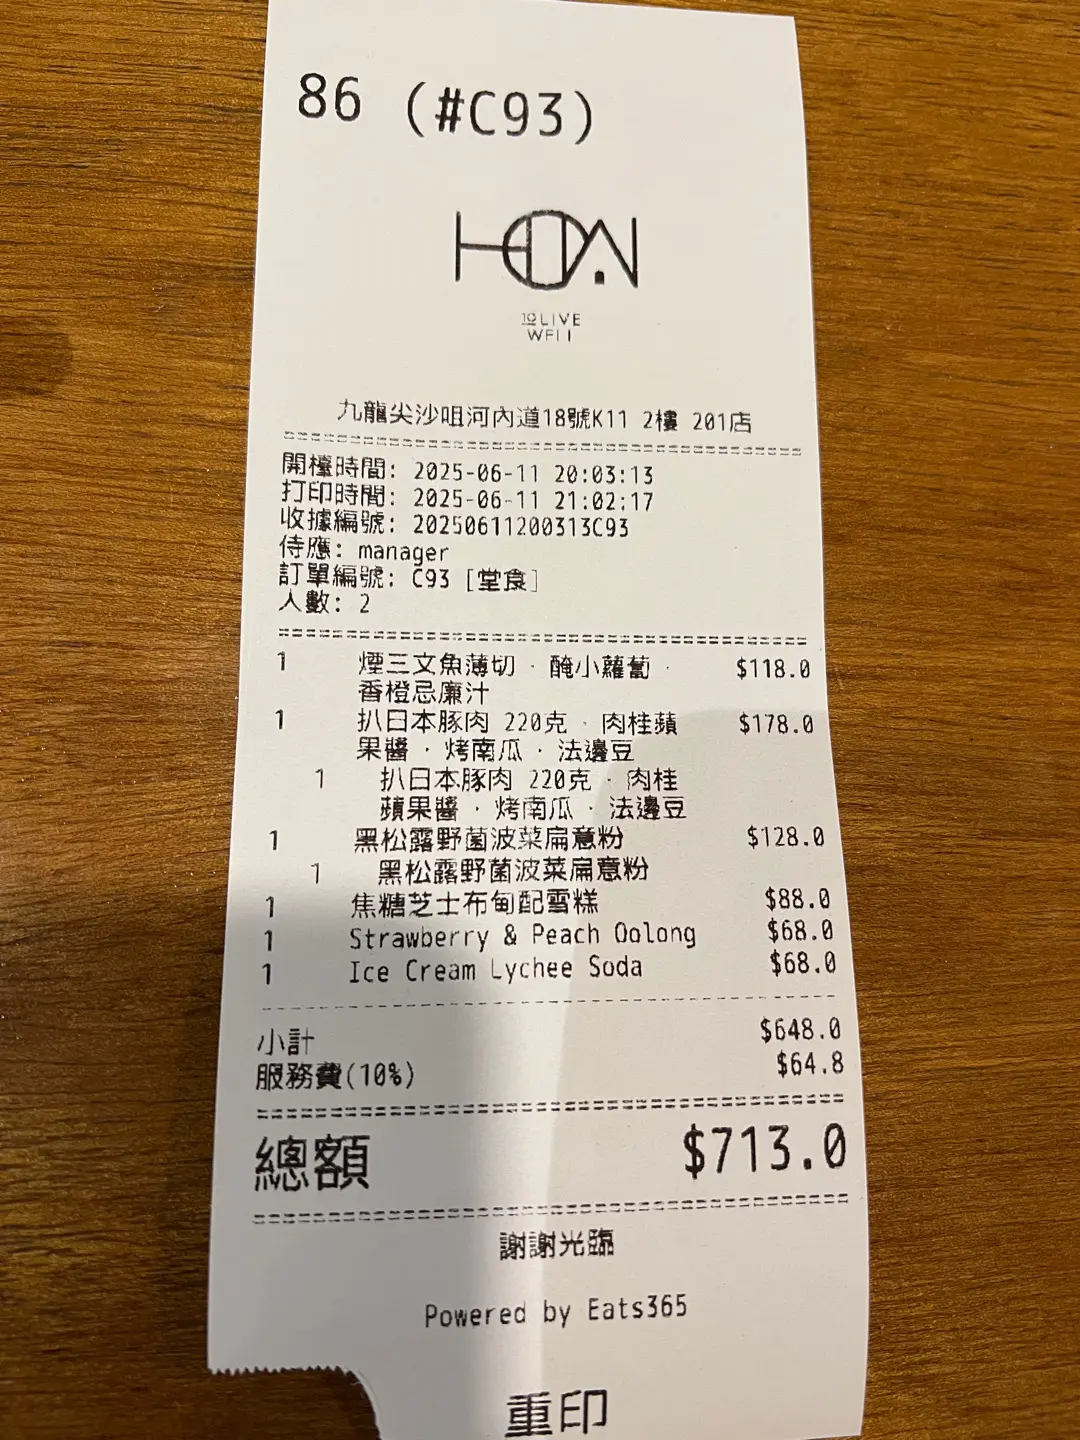 86 (#C93)
HOW
TO LIVE
WELL
九龍尖沙咀河內道18號K11 2樓 201店
開檯時間: 2025-06-11 20:03:13
打印時間: 2025-06-11 21:02:17
收據編號: 20250611200313C93
侍應: manager
訂單編號: C93 [堂食]
人數: 2
1 煙三文魚薄切 · 醃小蘿蔔 · $118.0
香橙忌廉汁
1 扒日本豚肉 220克 · 肉桂蘋 $178.0
果醬 · 烤南瓜 · 法邊豆
1 扒日本豚肉 220克 · 肉桂
蘋果醬 · 烤南瓜 · 法邊豆
1 黑松露野菌波菜扁意粉 $128.0
1 黑松露野菌波菜扁意粉
1 焦糖芝士布甸配雪糕 $88.0
1 Strawberry & Peach Oolong $68.0
1 Ice Cream Lychee Soda $68.0
小計 $648.0
服務費(10%) $64.8
總額 $713.0
謝謝光臨
Powered by Eats365
重印